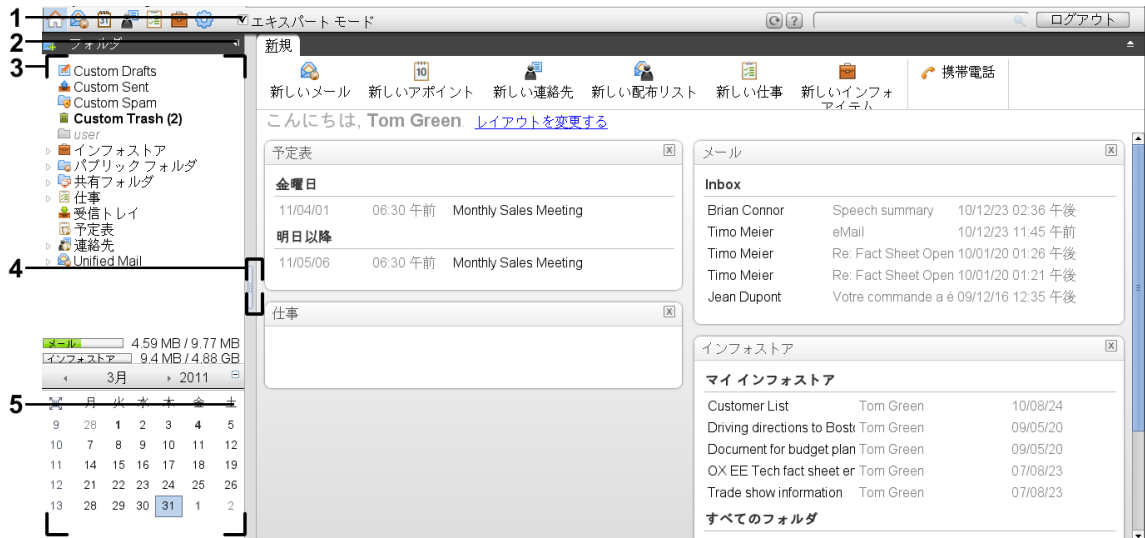 1
エキスパート モード
?
ログアウト
2
フォルダ
新規
3
Custom Drafts
Custom Sent
Custom Spam
Custom Trash (2)
user
インフォストア
パブリック フォルダ
共有フォルダ
仕事
受信トレイ
予定表
連絡先
Unified Mail
4
新しいメール
10
新しいアポイント
新しい連絡先
新しい配布リスト
新しい仕事
新しいインフォ
アイテム
携帯電話
こんにちは, Tom Green. レイアウトを変更する
予定表
金曜日
11/04/01 06:30 午前 Monthly Sales Meeting
明日以降
11/05/06 06:30 午前 Monthly Sales Meeting
仕事
メール
Inbox
Brian Connor Speech summary 10/12/23 02:36 午後
Timo Meier eMail 10/12/23 11:45 午前
Timo Meier Re: Fact Sheet Open 10/01/20 01:26 午後
Timo Meier Re: Fact Sheet Open 10/01/20 01:21 午後
Jean Dupont Votre commande a é 09/12/16 12:35 午後
インフォストア
マイ インフォストア
Customer List Tom Green 10/08/24
Driving directions to Bost Tom Green 09/05/20
Document for budget plan Tom Green 09/05/20
OX EE Tech fact sheet er Tom Green 07/08/23
Trade show information Tom Green 07/08/23
すべてのフォルダ
メール 4.59 MB / 9.77 MB
インフォストア 9.4 MB / 4.88 GB
3月 2011
5
月 火 水 木 金 土
9 28 1 2 3 4 5
10 7 8 9 10 11 12
11 14 15 16 17 18 19
12 21 22 23 24 25 26
13 28 29 30 31 1 2